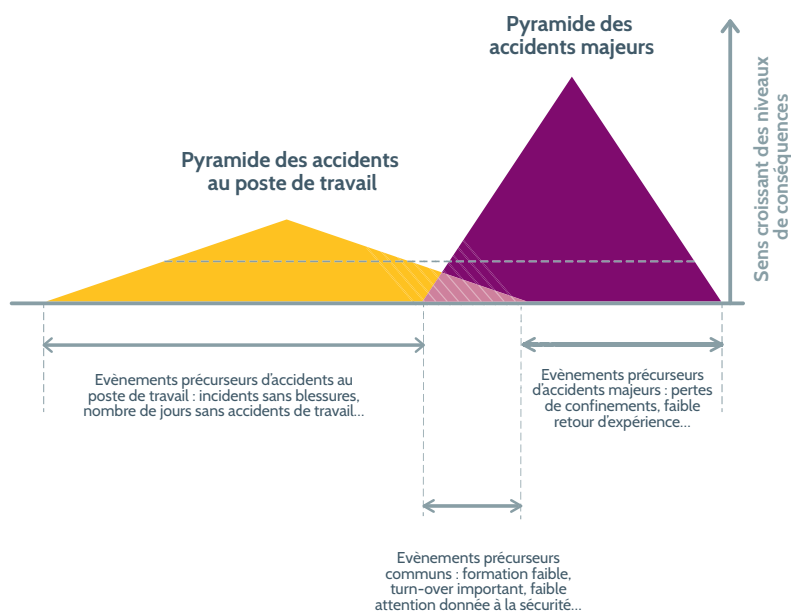 Pyramide des
accidents majeurs
Sens croissant des niveaux
de conséquences
Pyramide des accidents
au poste de travail
Evènements précurseurs d'accidents au
poste de travail : incidents sans blessures,
nombre de jours sans accidents de travail...
Evènements précurseurs
d'accidents majeurs : pertes
de confinements, faible
retour d'expérience...
Evènements précurseurs
communs : formation faible,
turn-over important, faible
attention donnée à la sécurité...